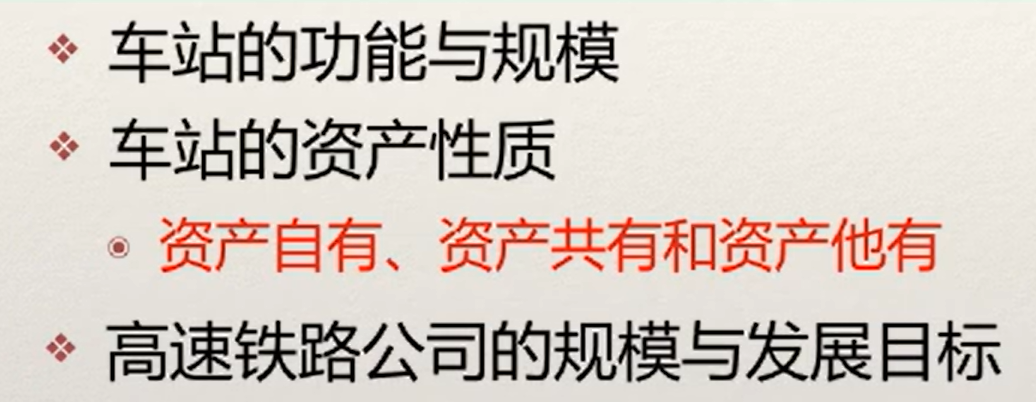 车站的功能与规模
车站的资产性质
资产自有、资产共有和资产他有
高速铁路公司的规模与发展目标